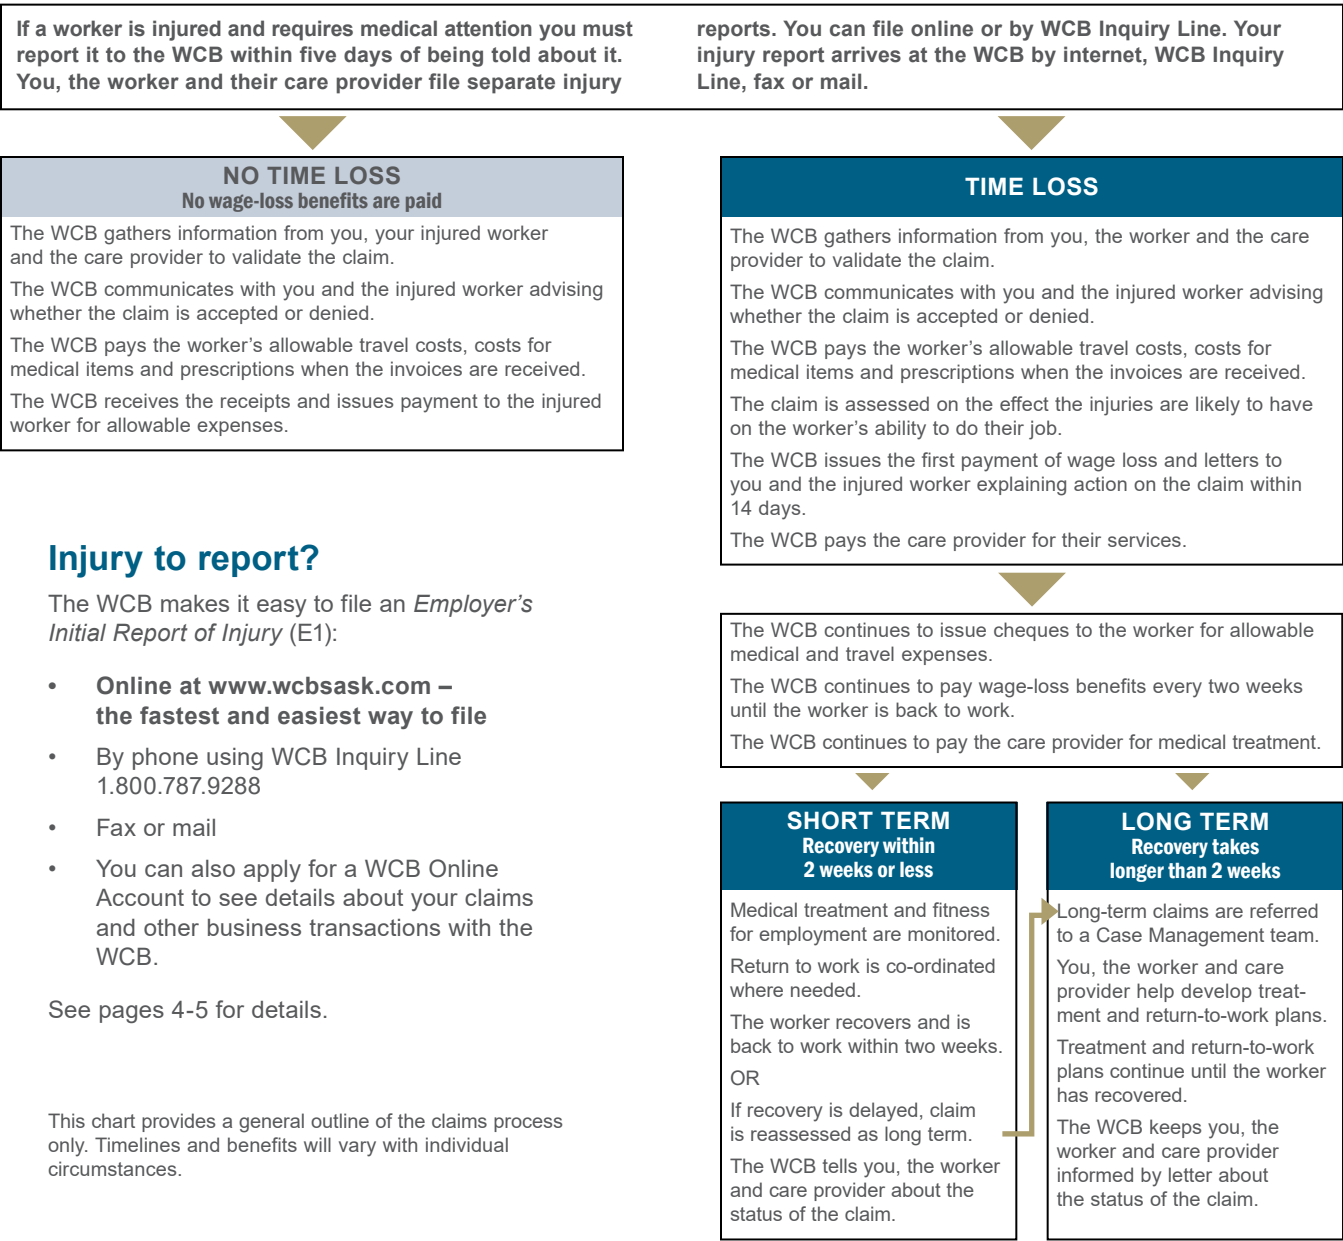 If a worker is injured and requires medical attention you must
report it to the WCB within five days of being told about it.
You, the worker and their care provider file separate injury
reports. You can file online or by WCB Inquiry Line. Your
injury report arrives at the WCB by internet, WCB Inquiry
Line, fax or mail.
NO TIME LOSS
No wage-loss benefits are paid
The WCB gathers information from you, your injured worker
and the care provider to validate the claim.
The WCB communicates with you and the injured worker advising
whether the claim is accepted or denied.
The WCB pays the worker's allowable travel costs, costs for
medical items and prescriptions when the invoices are received.
The WCB receives the receipts and issues payment to the injured
worker for allowable expenses.
Injury to report?
The WCB makes it easy to file an Employer's
Initial Report of Injury (E1):
• Online at www.wcbsask.com –
the fastest and easiest way to file
• By phone using WCB Inquiry Line
1.800.787.9288
• Fax or mail
• You can also apply for a WCB Online
Account to see details about your claims
and other business transactions with the
WCB.
See pages 4-5 for details.
This chart provides a general outline of the claims process
only. Timelines and benefits will vary with individual
circumstances.
TIME LOSS
The WCB gathers information from you, the worker and the care
provider to validate the claim.
The WCB communicates with you and the injured worker advising
whether the claim is accepted or denied.
The WCB pays the worker's allowable travel costs, costs for
medical items and prescriptions when the invoices are received.
The claim is assessed on the effect the injuries are likely to have
on the worker's ability to do their job.
The WCB issues the first payment of wage loss and letters to
you and the injured worker explaining action on the claim within
14 days.
The WCB pays the care provider for their services.
The WCB continues to issue cheques to the worker for allowable
medical and travel expenses.
The WCB continues to pay wage-loss benefits every two weeks
until the worker is back to work.
The WCB continues to pay the care provider for medical treatment.
SHORT TERM
Recovery within
2 weeks or less
Medical treatment and fitness
for employment are monitored.
Return to work is co-ordinated
where needed.
The worker recovers and is
back to work within two weeks.
OR
If recovery is delayed, claim
is reassessed as long term.
The WCB tells you, the worker
and care provider about the
status of the claim.
LONG TERM
Recovery takes
longer than 2 weeks
Long-term claims are referred
to a Case Management team.
You, the worker and care
provider help develop treat-
ment and return-to-work plans.
Treatment and return-to-work
plans continue until the worker
has recovered.
The WCB keeps you, the
worker and care provider
informed by letter about
the status of the claim.